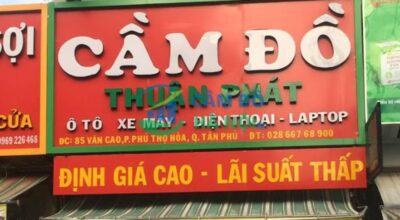 SỢI
CỬA
0969 226 468
CẦM ĐỒ
THUẬN PHÁT
Ô TÔ XE MÁY - ĐIỆN THOẠI - LAPTOP
ĐC: 85 VĂN CAO, P. PHÚ THỌ HÒA, Q. TÂN PHÚ ĐT: 028 667 68 900
ĐỊNH GIÁ CAO - LÃI SUẤT THẤP